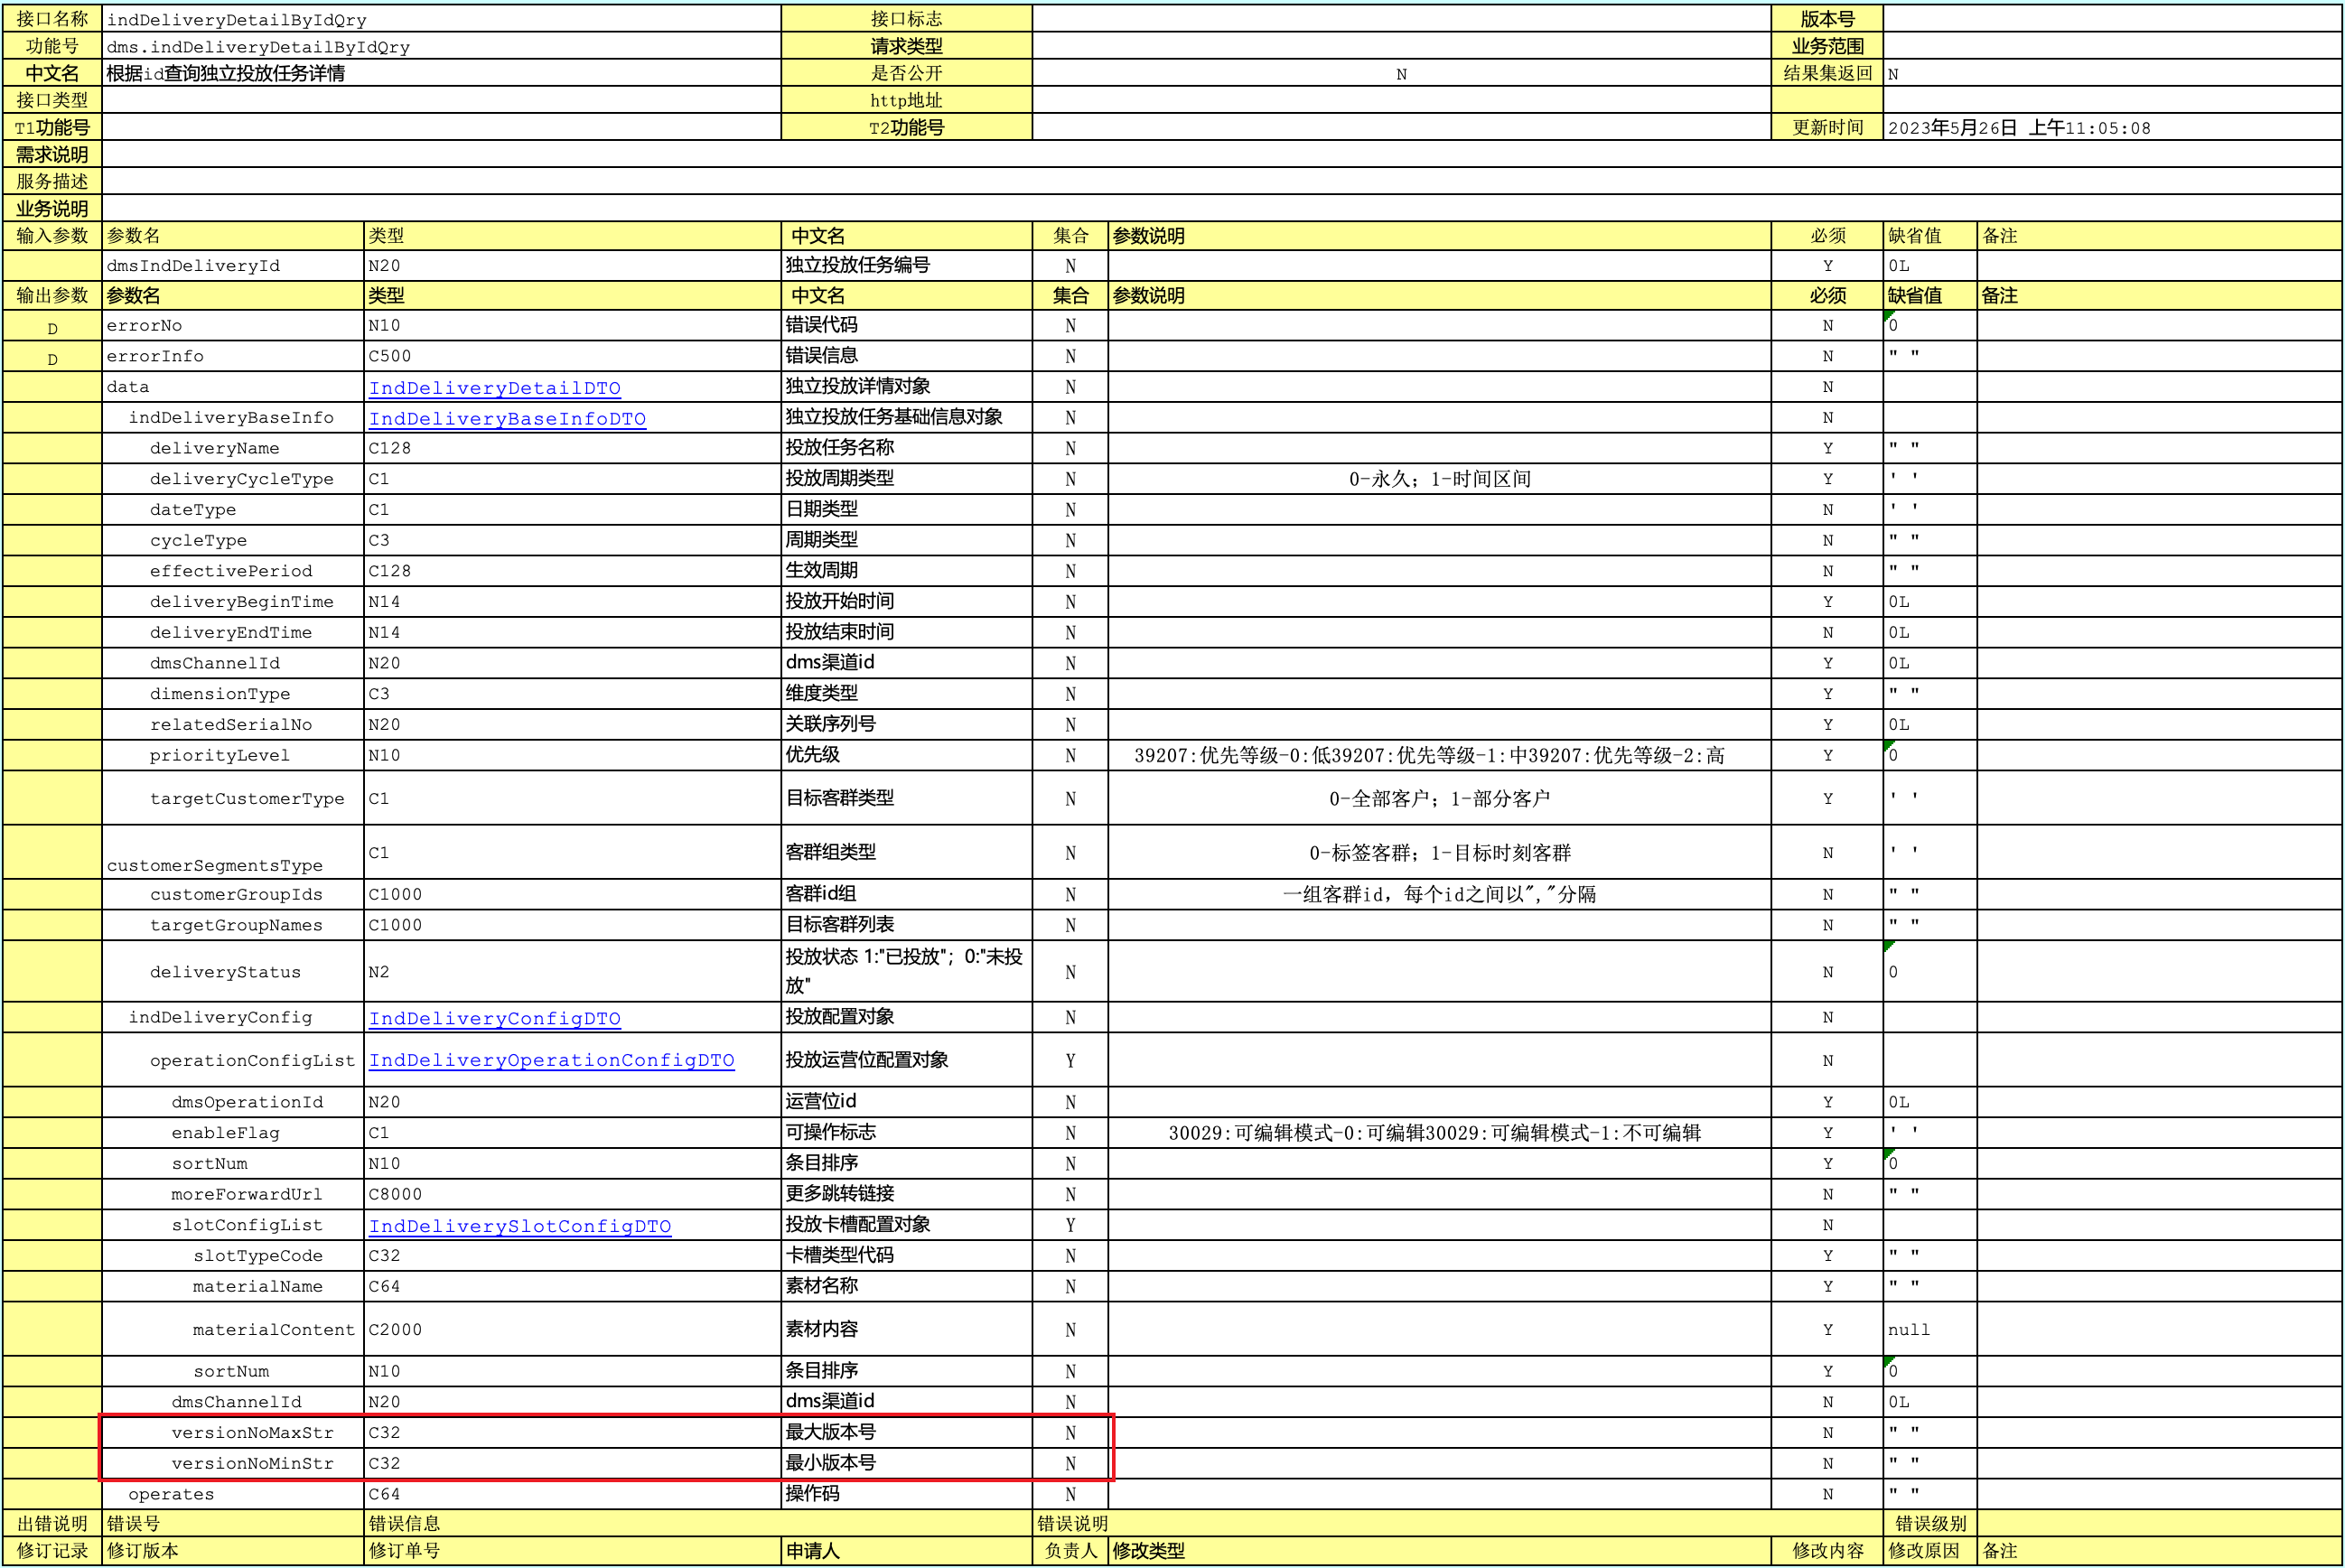 接口名称 indDeliveryDetailByIdQry 接口标志 版本号
功能号 dms.indDeliveryDetailByIdQry 请求类型 业务范围
中文名 根据id查询独立投放任务详情 是否公开 N 结果集返回 N
接口类型 http地址
T1功能号 T2功能号 更新时间 2023年5月26日 上午11:05:08
需求说明
服务描述
业务说明
输入参数 参数名 类型 中文名 集合 参数说明 必须 缺省值 备注
dmsIndDeliveryId N20 独立投放任务编号 N Y 0L
输出参数 参数名 类型 中文名 集合 参数说明 必须 缺省值 备注
D errorNo N10 错误代码 N N 0
D errorInfo C500 错误信息 N N " "
data IndDeliveryDetailDTO 独立投放详情对象 N N
indDeliveryBaseInfo IndDeliveryBaseInfoDTO 独立投放任务基础信息对象 N N
deliveryName C128 投放任务名称 N Y " "
deliveryCycleType C1 投放周期类型 N 0-永久；1-时间区间 Y ' '
dateType C1 日期类型 N N ' '
cycleType C3 周期类型 N N " "
effectivePeriod C128 生效周期 N N " "
deliveryBeginTime N14 投放开始时间 N Y 0L
deliveryEndTime N14 投放结束时间 N N 0L
dmsChannelId N20 dms渠道id N Y 0L
dimensionType C3 维度类型 N Y " "
relatedSerialNo N20 关联序列号 N Y 0L
priorityLevel N10 优先级 N 39207:优先等级-0:低39207:优先等级-1:中39207:优先等级-2:高 Y 0
targetCustomerType C1 目标客群类型 N 0-全部客户；1-部分客户 Y ' '
customerSegmentsType C1 客群组类型 N 0-标签客群；1-目标时刻客群 N ' '
customerGroupIds C1000 客群id组 N 一组客群id，每个id之间以","分隔 N " "
targetGroupNames C1000 目标客群列表 N N " "
deliveryStatus N2 投放状态 1:"已投放"；0:"未投
放" N N 0
indDeliveryConfig IndDeliveryConfigDTO 投放配置对象 N N
operationConfigList IndDeliveryOperationConfigDTO 投放运营位配置对象 Y N
dmsOperationId N20 运营位id N Y 0L
enableFlag C1 可操作标志 N 30029:可编辑模式-0:可编辑30029:可编辑模式-1:不可编辑 Y ' '
sortNum N10 条目排序 N Y 0
moreForwardUrl C8000 更多跳转链接 N N " "
slotConfigList IndDeliverySlotConfigDTO 投放卡槽配置对象 Y N
slotTypeCode C32 卡槽类型代码 N Y " "
materialName C64 素材名称 N Y " "
materialContent C2000 素材内容 N Y null
sortNum N10 条目排序 N Y 0
dmsChannelId N20 dms渠道id N N 0L
versionNoMaxStr C32 最大版本号 N N " "
versionNoMinStr C32 最小版本号 N N " "
operates C64 操作码 N N " "
出错说明 错误号 错误信息 错误说明 错误级别
修订记录 修订版本 修订单号 申请人 负责人 修改类型 修改内容 修改原因 备注